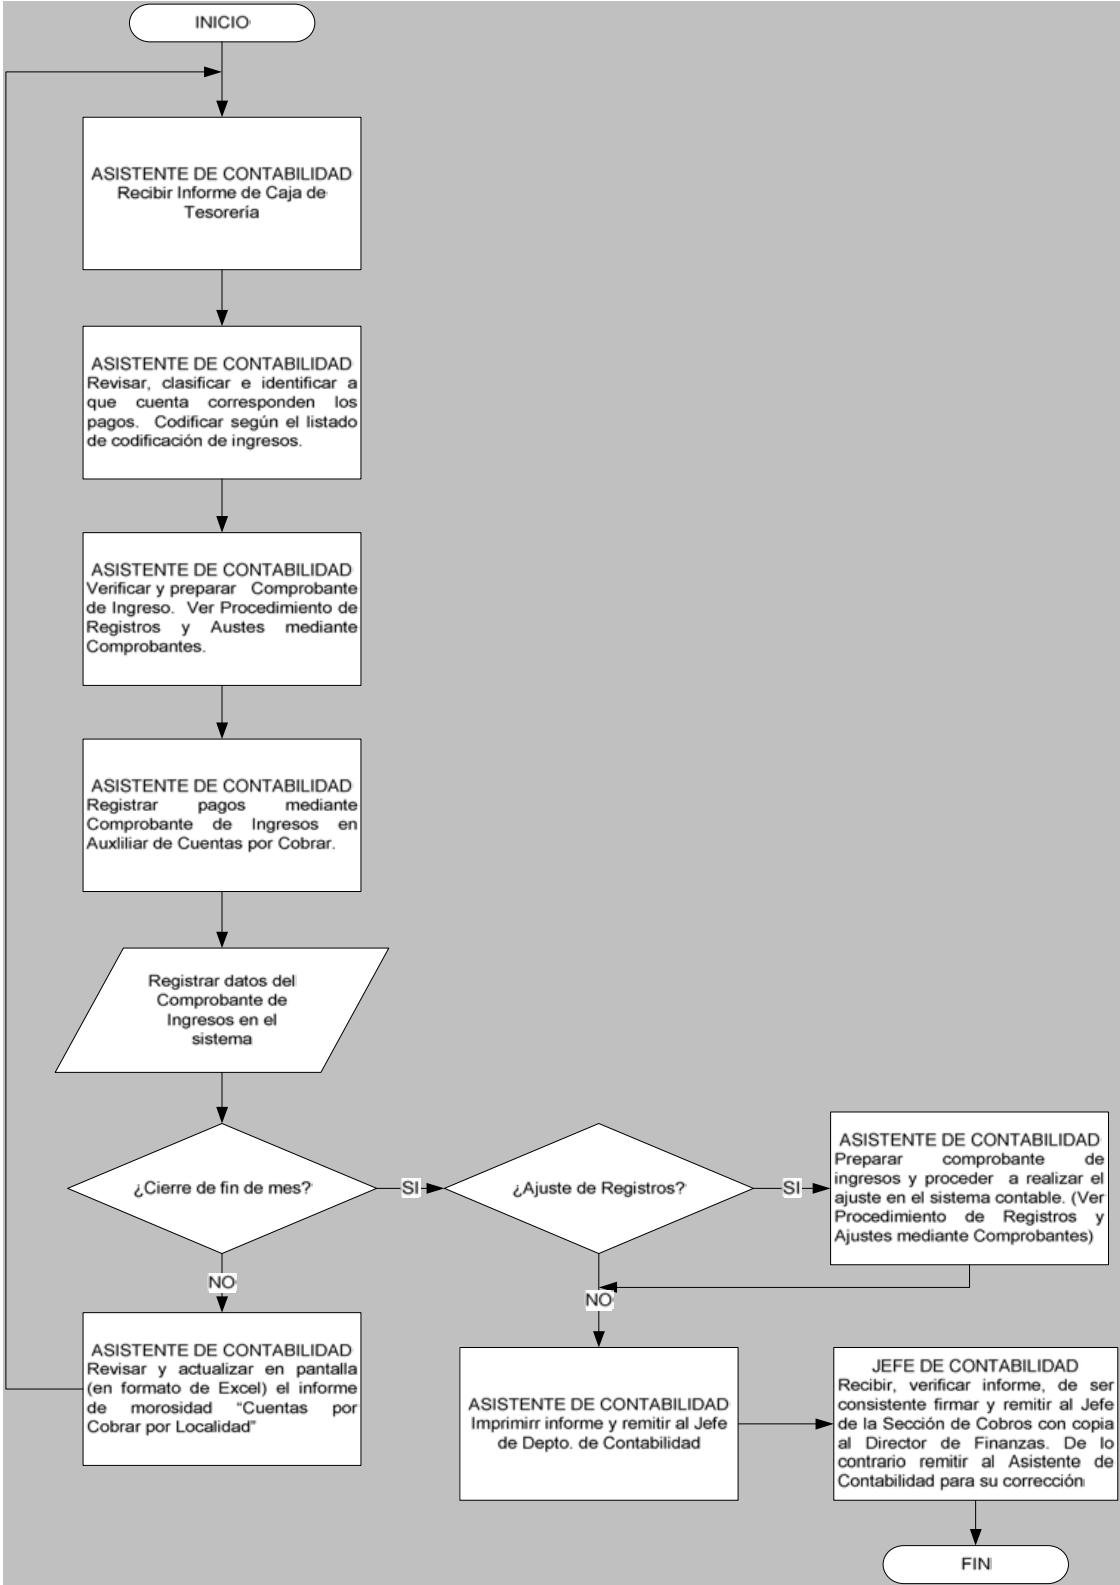 INICIO
ASISTENTE DE CONTABILIDAD
Recibir Informe de Caja de
Tesorería
ASISTENTE DE CONTABILIDAD
Revisar, clasificar e identificar a
que cuenta corresponden los
pagos. Codificar según el listado
de codificación de ingresos.
ASISTENTE DE CONTABILIDAD
Verificar y preparar Comprobante
de Ingreso. Ver Procedimiento de
Registros y Austes mediante
Comprobantes.
ASISTENTE DE CONTABILIDAD
Registrar pagos mediante
Comprobante de Ingresos en
Auxliliar de Cuentas por Cobrar.
Registrar datos del
Comprobante de
Ingresos en el
sistema
¿Cierre de fin de mes?
SI
¿Ajuste de Registros?
SI
ASISTENTE DE CONTABILIDAD
Preparar comprobante de
ingresos y proceder a realizar el
ajuste en el sistema contable. (Ver
Procedimiento de Registros y
Ajustes mediante Comprobantes)
NO
NO
ASISTENTE DE CONTABILIDAD
Revisar y actualizar en pantalla
(en formato de Excel) el informe
de morosidad “Cuentas por
Cobrar por Localidad”
ASISTENTE DE CONTABILIDAD
Imprimirr informe y remitir al Jefe
de Depto. de Contabilidad
JEFE DE CONTABILIDAD
Recibir, verificar informe, de ser
consistente firmar y remitir al Jefe
de la Sección de Cobros con copia
al Director de Finanzas. De lo
contrario remitir al Asistente de
Contabilidad para su corrección
FIN